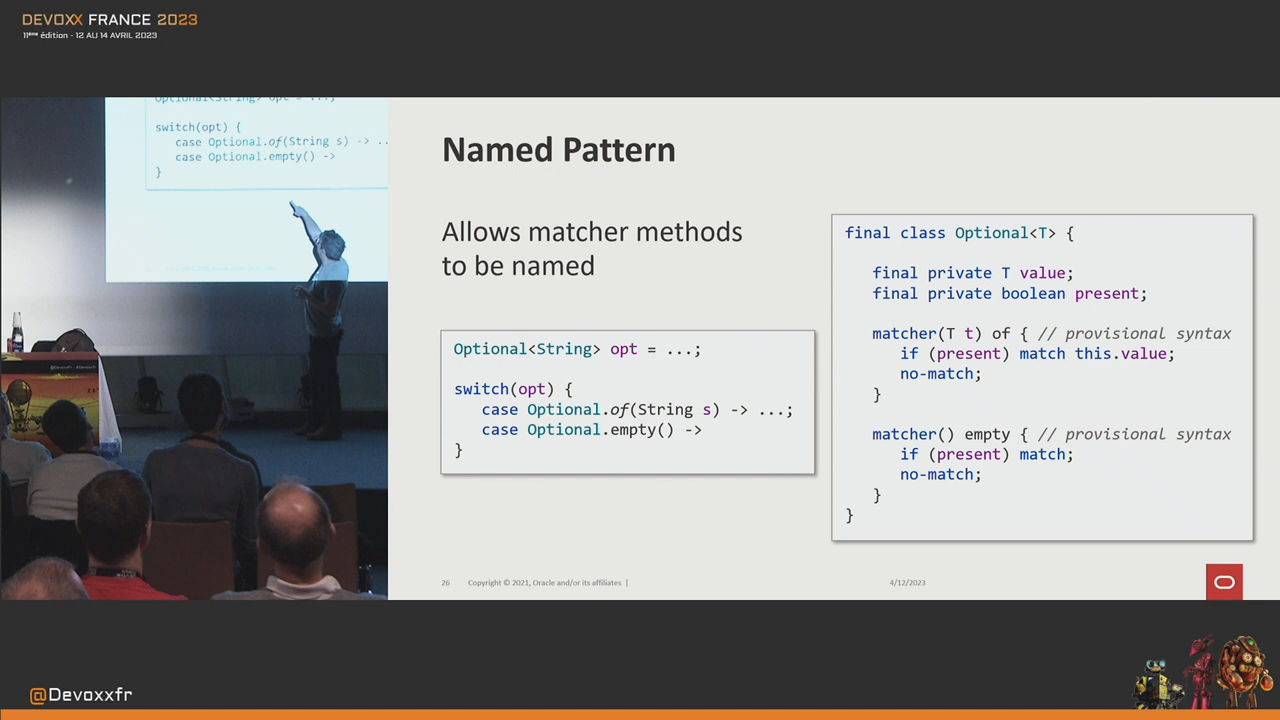 DEVOXX FRANCE 2023
11ème édition - 12 AU 14 AVRIL 2023
Optional<String> opt = ...;
switch(opt) {
case Optional.of(String s) -> ..
case Optional.empty() ->
}
Named Pattern
Allows matcher methods
to be named
Optional<String> opt = ...;
switch(opt) {
case Optional.of(String s) -> ...;
case Optional.empty() ->
}
final class Optional<T> {
final private T value;
final private boolean present;
matcher(T t) of { // provisional syntax
if (present) match this.value;
no-match;
}
matcher() empty { // provisional syntax
if (present) match;
no-match;
}
}
26 Copyright © 2021, Oracle and/or its affiliates |
4/12/2023
@Devoxxfr